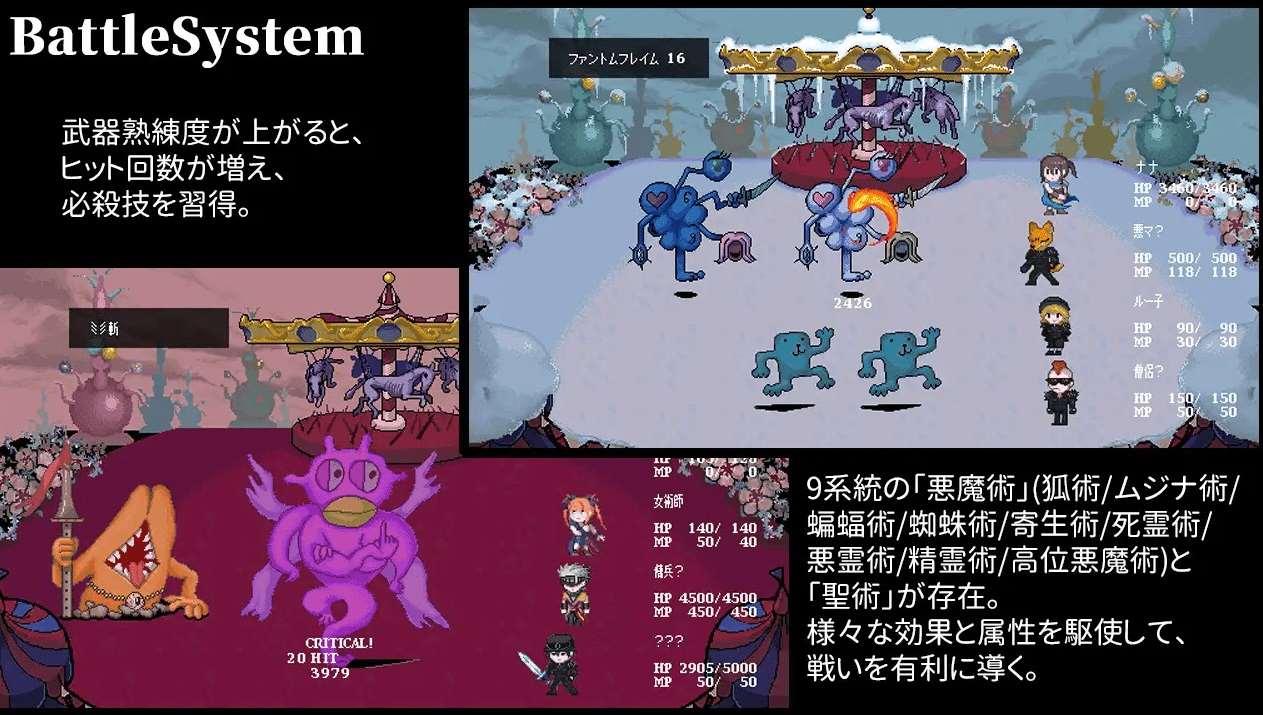 BattleSystem
武器熟練度が上がると、
ヒット回数が増え、
必殺技を習得。
ファントムフレイム 16
2426
ナナ
HP 3460/3460
MP 0/ 0
悪マ?
HP 500/ 500
MP 118/ 118
ルー子
HP 90/ 90
MP 30/ 30
僧侶?
HP 150/ 150
MP 50/ 50
ミミ斬
CRITICAL!
20 HIT
3979
MP 0/ 0
女術師
HP 140/ 140
MP 50/ 40
傭兵?
HP 4500/4500
MP 450/ 450
???
HP 2905/5000
MP 50/ 50
9系統の「悪魔術」(狐術/ムジナ術/
蝙蝠術/蜘蛛術/寄生術/死霊術/
悪霊術/精霊術/高位悪魔術)と
「聖術」が存在。
様々な効果と属性を駆使して、
戦いを有利に導く。